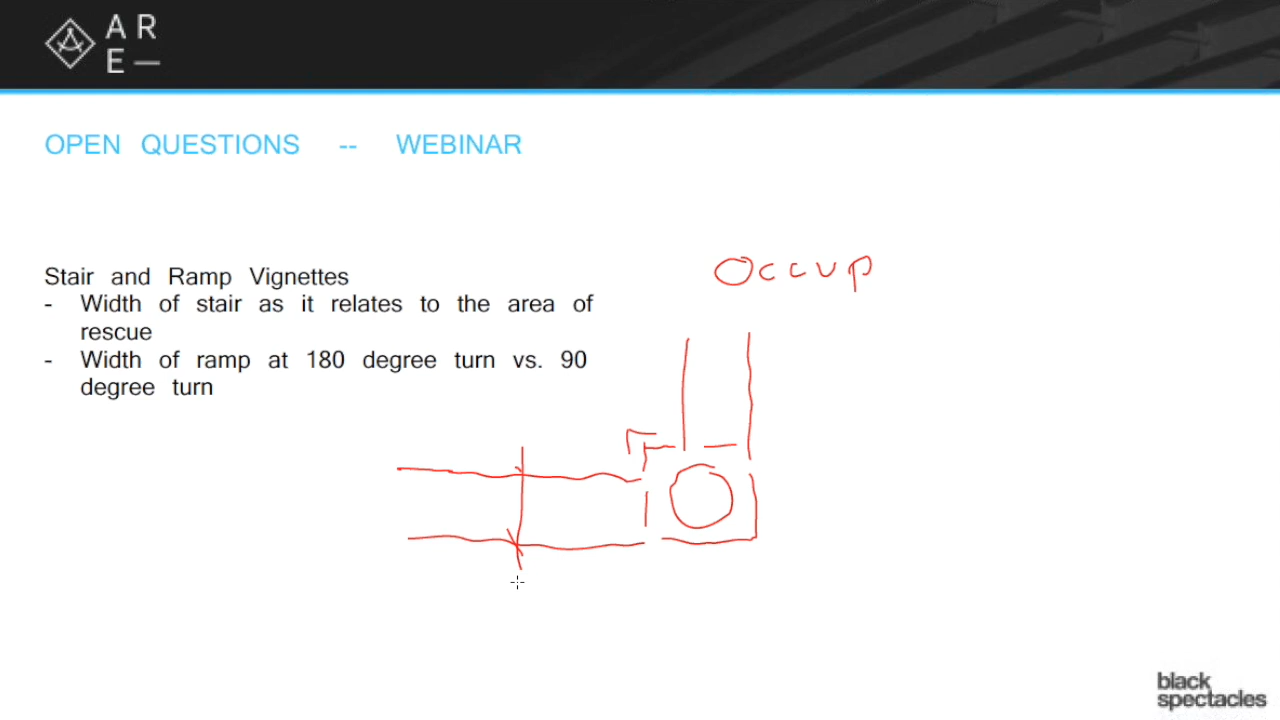 A R
E —
OPEN QUESTIONS -- WEBINAR
Occup
Stair and Ramp Vignettes
- Width of stair as it relates to the area of
rescue
- Width of ramp at 180 degree turn vs. 90
degree turn
black
spectacles